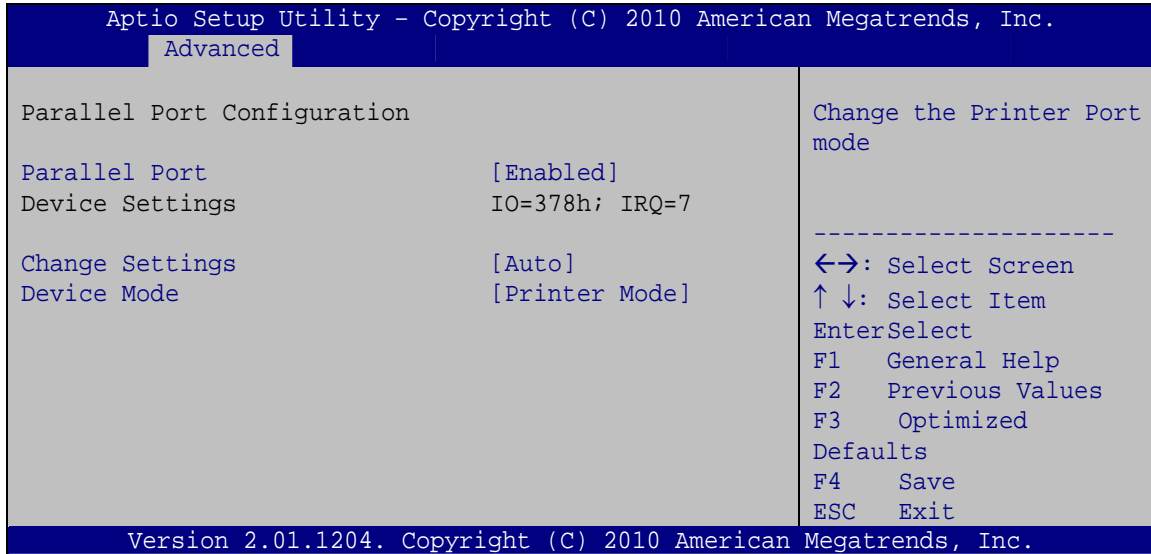 Aptio Setup Utility – Copyright (C) 2010 American Megatrends, Inc.
Advanced
Parallel Port Configuration
Parallel Port [Enabled]
Device Settings IO=378h; IRQ=7
Change Settings [Auto]
Device Mode [Printer Mode]
Change the Printer Port
mode
---------------------
←→: Select Screen
↑ ↓: Select Item
EnterSelect
F1 General Help
F2 Previous Values
F3 Optimized
Defaults
F4 Save
ESC Exit
Version 2.01.1204. Copyright (C) 2010 American Megatrends, Inc.